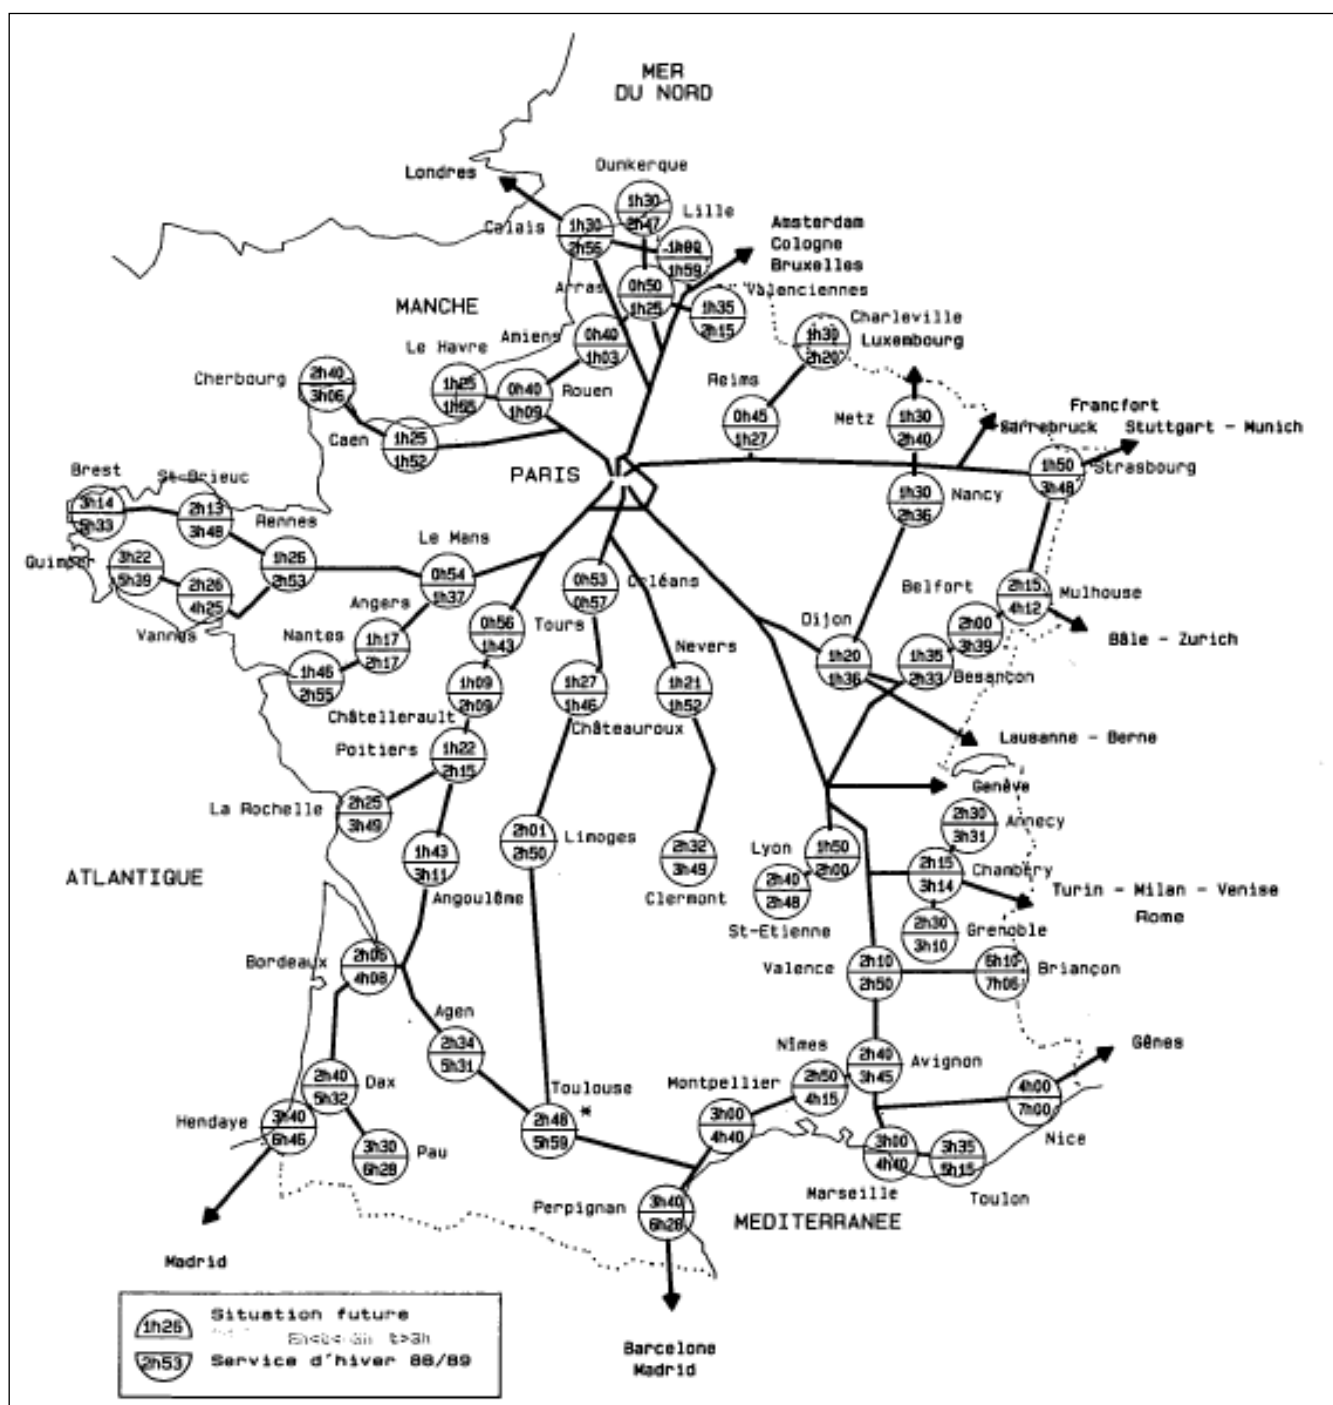 MER
DU NORD
Londres
Dunkerque
1h30
2h47
Lille
1h59
Calais
1h30
2h56
Amsterdam
Cologne
Bruxelles
Arras
0h50
1h25
Valenciennes
1h35
2h15
MANCHE
Amiens
0h40
1h03
Charleville
1h30
2h20
Luxembourg
Le Havre
1h25
1h55
Rouen
0h40
1h09
Cherbourg
2h40
3h06
Caen
1h25
1h52
Reims
0h45
1h27
Metz
1h30
2h40
Francfort
Sarrebruck
Stuttgart - Munich
Strasbourg
1h50
3h48
PARIS
Nancy
1h30
2h36
Brest
3h14
5h33
St-Brieuc
2h13
3h48
Rennes
1h26
2h53
Le Mans
0h54
1h37
Quimper
3h22
5h39
Vannes
2h26
4h25
Angers
1h17
2h17
Nantes
1h46
2h55
Orléans
0h53
0h57
Tours
0h56
1h43
Nevers
1h21
1h52
Dijon
1h20
1h36
Belfort
2h00
3h39
Mulhouse
2h15
4h12
Bâle - Zurich
Besançon
1h35
2h33
Châtellerault
1h09
2h09
Châteauroux
1h27
1h46
Lausanne - Berne
Poitiers
1h22
2h15
Genève
La Rochelle
2h25
3h49
Annecy
2h30
3h31
Limoges
2h01
2h50
Lyon
1h50
2h00
Angoulême
1h43
3h11
Clermont
2h32
3h49
Chambéry
2h15
3h14
ATLANTIQUE
St-Etienne
2h40
2h48
Turin - Milan - Venise
Rome
Grenoble
2h30
3h10
Bordeaux
2h05
4h08
Valence
2h10
2h50
Briançon
6h10
7h06
Agen
2h34
5h31
Nîmes
2h50
4h15
Avignon
2h40
3h45
Gênes
Dax
2h40
5h32
Toulouse
*
2h48
5h59
Montpellier
3h00
4h40
Nice
4h00
7h00
Hendaye
3h40
6h46
Pau
3h30
6h28
Marseille
3h00
4h40
Toulon
3h35
5h15
Perpignan
3h40
6h28
MEDITERRANEE
Madrid
Barcelone
Madrid
1h26
Situation future
2h53
Service d'hiver 88/89